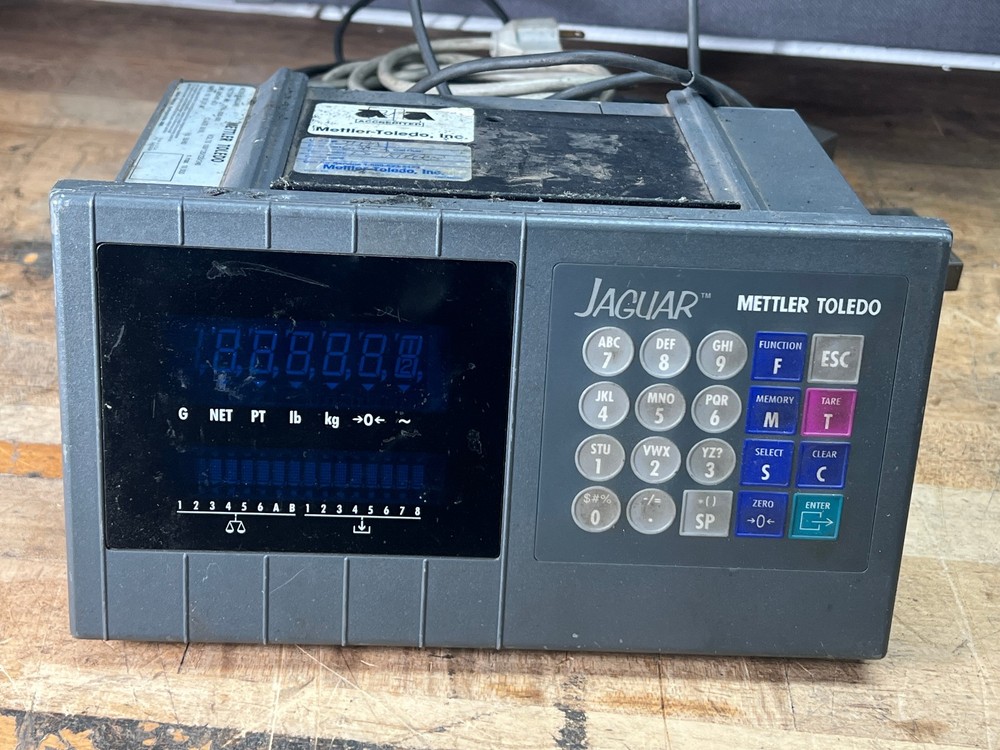 METTLER TOLEDO
[ACCREDITED]
Mettler-Toledo, Inc.
Mettler-Toledo, Inc.
JAGUAR™ METTLER TOLEDO
ABC 7 DEF 8 GHI 9 FUNCTION F ESC
JKL 4 MNO 5 PQR 6 MEMORY M TARE T
STU 1 VWX 2 YZ? 3 SELECT S CLEAR C
$#% 0 -/= . *() SP ZERO →0← ENTER
G NET PT lb kg →0← ~
1 2 3 4 5 6 A B 1 2 3 4 5 6 7 8